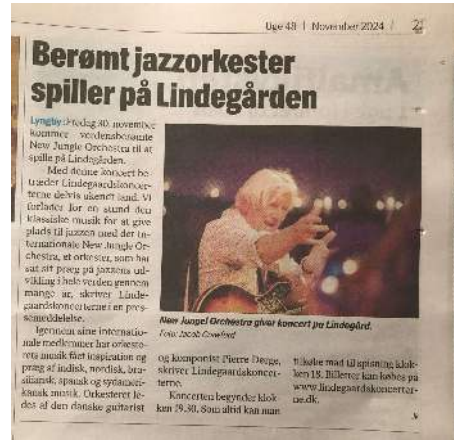 Uge 48 | November 2024 / 21
Berømt jazzorkester
spiller på Lindegården
Lyngby: Fredag 30. november
kommer verdensberømte
New Jungle Orchestra til at
spille på Lindegården.
Med denne koncert be-
træder Lindegaardskoncer-
terne delvis ukendt land. Vi
forlader for en stund den
klassiske musik for at give
plads til jazzen med det in-
ternationale New Jungle Or-
chestra, et orkester, som har
sat sit præg på jazzens ud-
vikling i hele verden gennem
mange år, skriver Linde-
gaardskoncerterne i en pres-
semeddelelse.
Igennem sine internatio-
nale medlemmer har orkeste-
rets musik fået inspiration og
præg af indisk, nordisk, bra-
siliansk, spansk og sydameri-
kansk musik. Orkesteret le-
des af den danske guitarist
New Jungel Orchestra giver koncert på Lindegård.
Foto: Jacob Crawfurd
og komponist Pierre Dørge,
skriver Lindegaardskoncer-
terne.
Koncerten begynder klok-
ken 19.30. Som altid kan man
tilkøbe mad til spisning klok-
ken 18. Billetter kan købes på
www.lindegaardskoncerter-
ne.dk.